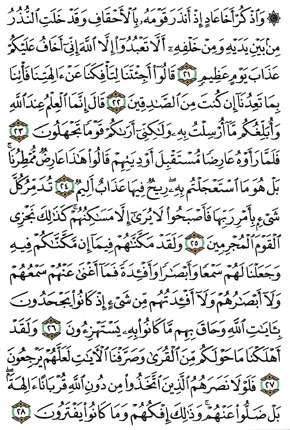 ۞ وَاذْكُرْ أَخَا عَادٍ إِذْ أَنذَرَ قَوْمَهُ بِالْأَحْقَافِ وَقَدْ خَلَتِ النُّذُرُ
مِن بَيْنِ يَدَيْهِ وَمِنْ خَلْفِهِ أَلَّا تَعْبُدُوا إِلَّا اللَّهَ إِنِّي أَخَافُ عَلَيْكُمْ
عَذَابَ يَوْمٍ عَظِيمٍ ٢١ قَالُوا أَجِئْتَنَا لِتَأْفِكَنَا عَنْ آلِهَتِنَا فَأْتِنَا
بِمَا تَعِدُنَا إِن كُنتَ مِنَ الصَّادِقِينَ ٢٢ قَالَ إِنَّمَا الْعِلْمُ عِندَ اللَّهِ
وَأُبَلِّغُكُم مَّا أُرْسِلْتُ بِهِ وَلَٰكِنِّي أَرَاكُمْ قَوْمًا تَجْهَلُونَ ٢٣
فَلَمَّا رَأَوْهُ عَارِضًا مُّسْتَقْبِلَ أَوْدِيَتِهِمْ قَالُوا هَٰذَا عَارِضٌ مُّمْطِرُنَا ۚ
بَلْ هُوَ مَا اسْتَعْجَلْتُم بِهِ ۖ رِيحٌ فِيهَا عَذَابٌ أَلِيمٌ ٢٤ تُدَمِّرُ كُلَّ
شَيْءٍ بِأَمْرِ رَبِّهَا فَأَصْبَحُوا لَا يُرَىٰ إِلَّا مَسَاكِنُهُمْ ۚ كَذَٰلِكَ نَجْزِي
الْقَوْمَ الْمُجْرِمِينَ ٢٥ وَلَقَدْ مَكَّنَّاهُمْ فِيمَا إِن مَّكَّنَّاكُمْ فِيهِ
وَجَعَلْنَا لَهُمْ سَمْعًا وَأَبْصَارًا وَأَفْئِدَةً فَمَا أَغْنَىٰ عَنْهُمْ سَمْعُهُمْ
وَلَا أَبْصَارُهُمْ وَلَا أَفْئِدَتُهُم مِّن شَيْءٍ إِذْ كَانُوا يَجْحَدُونَ
بِآيَاتِ اللَّهِ وَحَاقَ بِهِم مَّا كَانُوا بِهِ يَسْتَهْزِئُونَ ٢٦ وَلَقَدْ
أَهْلَكْنَا مَا حَوْلَكُم مِّنَ الْقُرَىٰ وَصَرَّفْنَا الْآيَاتِ لَعَلَّهُمْ يَرْجِعُونَ
٢٧ فَلَوْلَا نَصَرَهُمُ الَّذِينَ اتَّخَذُوا مِن دُونِ اللَّهِ قُرْبَانًا آلِهَةً ۖ
بَلْ ضَلُّوا عَنْهُمْ ۚ وَذَٰلِكَ إِفْكُهُمْ وَمَا كَانُوا يَفْتَرُونَ ٢٨